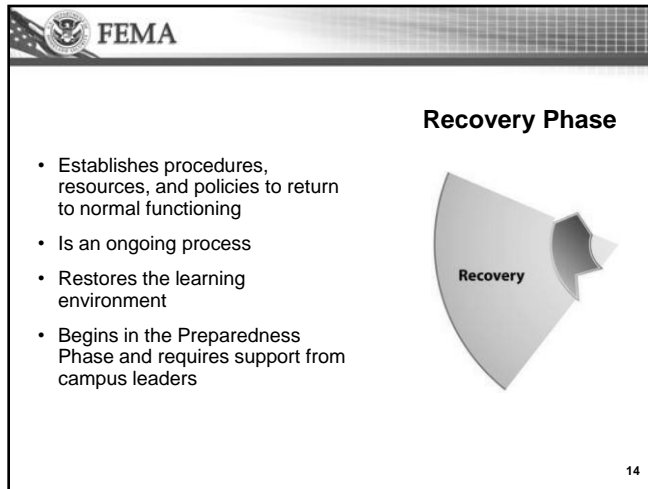 FEMA
Recovery Phase
• Establishes procedures,
resources, and policies to return
to normal functioning
• Is an ongoing process
• Restores the learning
environment
• Begins in the Preparedness
Phase and requires support from
campus leaders
Recovery
14